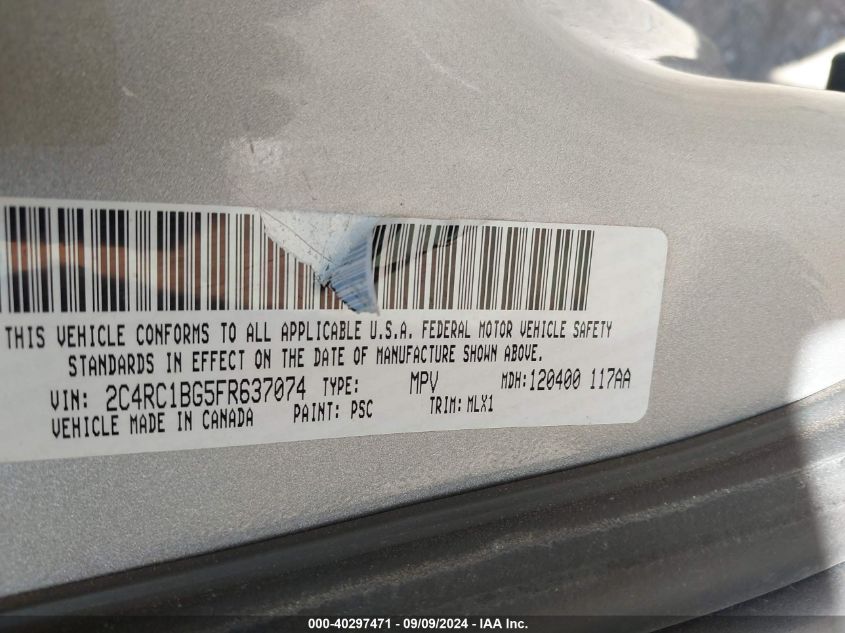 THIS VEHICLE CONFORMS TO ALL APPLICABLE U.S.A. FEDERAL MOTOR VEHICLE SAFETY
STANDARDS IN EFFECT ON THE DATE OF MANUFACTURE SHOWN ABOVE.
VIN: 2C4RC1BG5FR637074 TYPE: MPV MDH:120400 117AA
VEHICLE MADE IN CANADA PAINT: PSC TRIM: MLX1
000-40297471 - 09/09/2024 - IAA Inc.